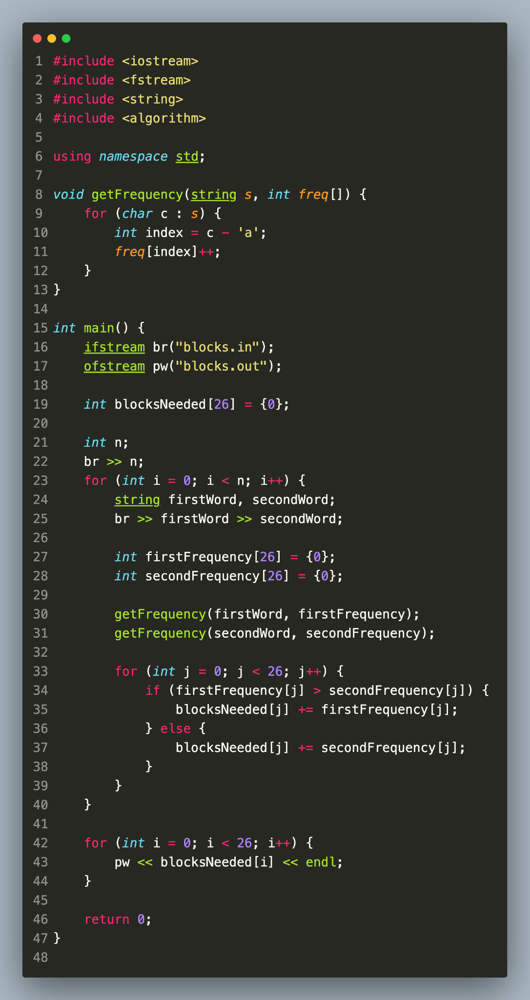 1 #include <iostream>
2 #include <fstream>
3 #include <string>
4 #include <algorithm>
5
6 using namespace std;
7
8 void getFrequency(string s, int freq[]) {
9     for (char c : s) {
10         int index = c - 'a';
11         freq[index]++;
12     }
13 }
14
15 int main() {
16     ifstream br("blocks.in");
17     ofstream pw("blocks.out");
18
19     int blocksNeeded[26] = {0};
20
21     int n;
22     br >> n;
23     for (int i = 0; i < n; i++) {
24         string firstWord, secondWord;
25         br >> firstWord >> secondWord;
26
27         int firstFrequency[26] = {0};
28         int secondFrequency[26] = {0};
29
30         getFrequency(firstWord, firstFrequency);
31         getFrequency(secondWord, secondFrequency);
32
33         for (int j = 0; j < 26; j++) {
34             if (firstFrequency[j] > secondFrequency[j]) {
35                 blocksNeeded[j] += firstFrequency[j];
36             } else {
37                 blocksNeeded[j] += secondFrequency[j];
38             }
39         }
40     }
41
42     for (int i = 0; i < 26; i++) {
43         pw << blocksNeeded[i] << endl;
44     }
45
46     return 0;
47 }
48